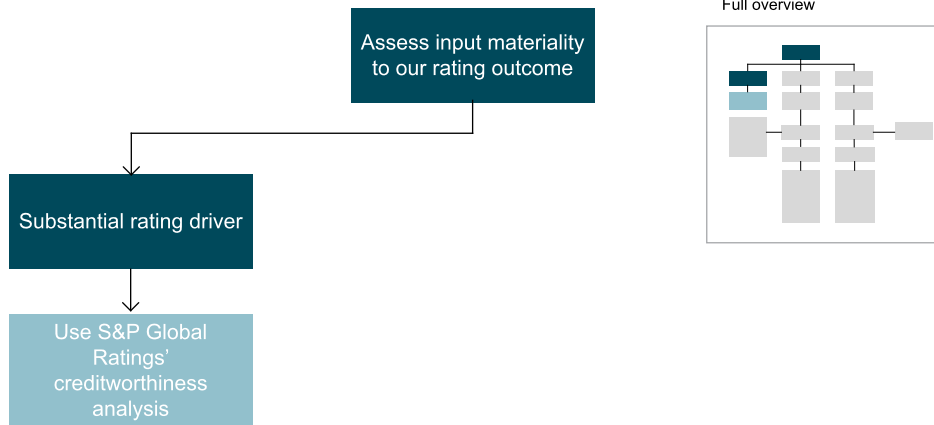 Full overview
Assess input materiality
to our rating outcome
Substantial rating driver
Use S&P Global
Ratings’
creditworthiness
analysis